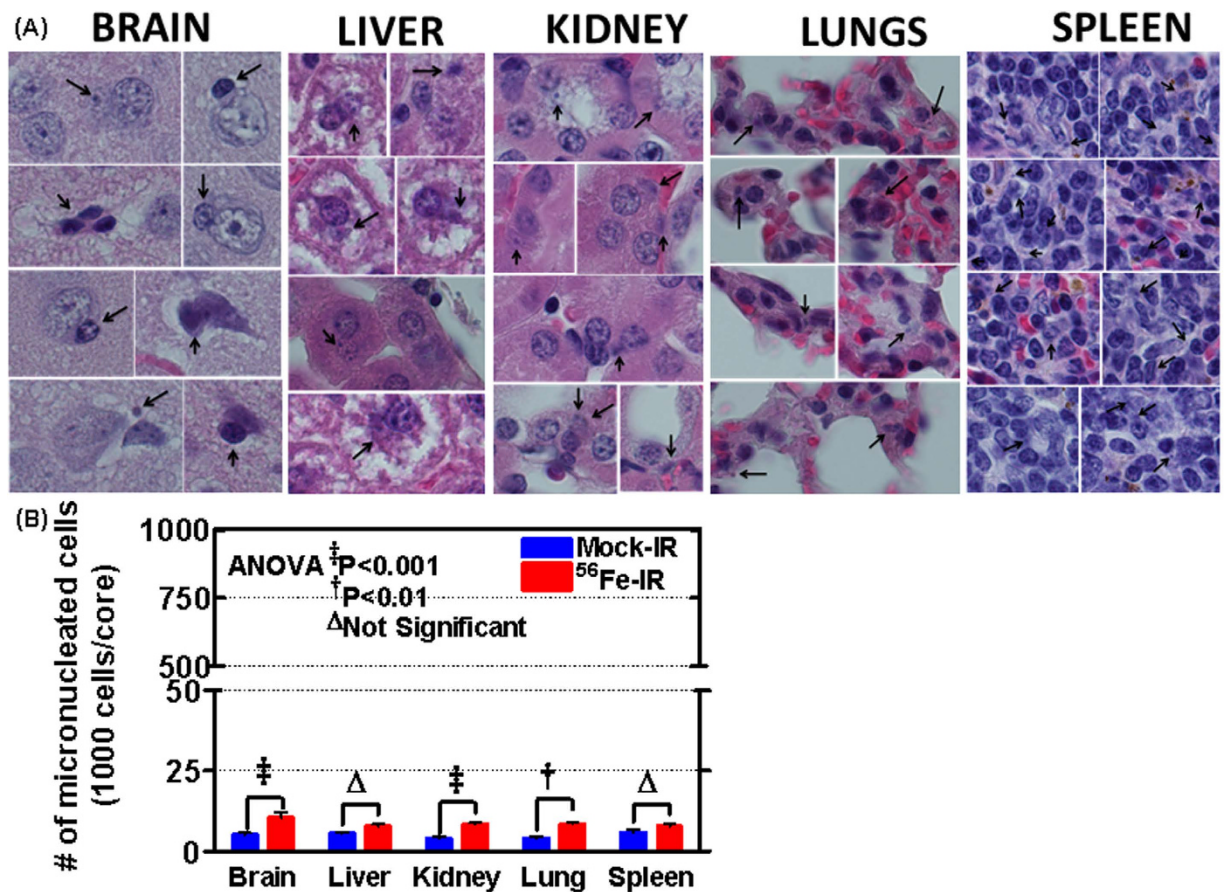 (A) BRAIN LIVER KIDNEY LUNGS SPLEEN
(B)
# of micronucleated cells
(1000 cells/core)
1000
750
500
50
25
0
ANOVA ‡P<0.001
†P<0.01
ΔNot Significant
Mock-IR
⁵⁶Fe-IR
‡ Δ ‡ † Δ
Brain Liver Kidney Lung Spleen